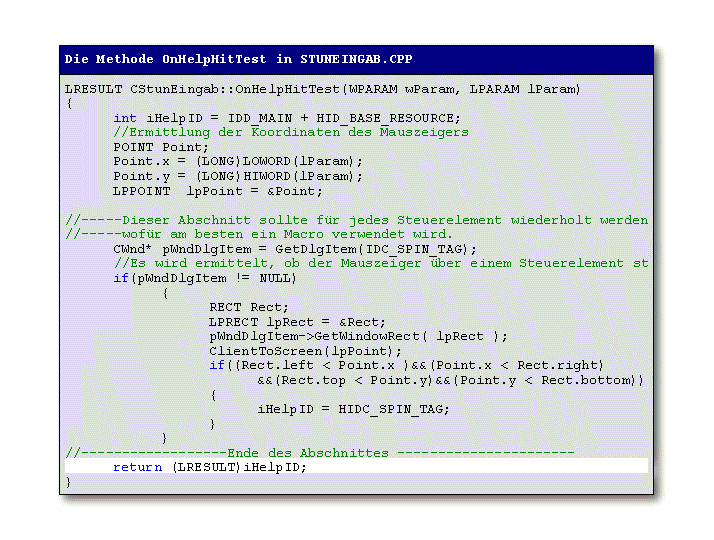 Die Methode OnHelpHitTest in STUNEINGAB.CPP
LRESULT CStunEingab::OnHelpHitTest(WPARAM wParam, LPARAM lParam)
{
int iHelpID = IDD_MAIN + HID_BASE_RESOURCE;
//Ermittlung der Koordinaten des Mauszeigers
POINT Point;
Point.x = (LONG)LOWORD(lParam);
Point.y = (LONG)HIWORD(lParam);
LPPOINT  lpPoint = &Point;
//-----Dieser Abschnitt sollte für jedes Steuerelement wiederholt werden
//-----wofür am besten ein Macro verwendet wird.
CWnd* pWndDlgItem = GetDlgItem(IDC_SPIN_TAG);
//Es wird ermittelt, ob der Mauszeiger über einem Steuerelement st
if(pWndDlgItem != NULL)
{
RECT Rect;
LPRECT lpRect = &Rect;
pWndDlgItem->GetWindowRect( lpRect );
ClientToScreen(lpPoint);
if((Rect.left < Point.x )&&(Point.x < Rect.right)
&&(Rect.top < Point.y)&&(Point.y < Rect.bottom))
{
iHelpID = HIDC_SPIN_TAG;
}
}
//------------------Ende des Abschnittes ----------------------
return (LRESULT)iHelpID;
}